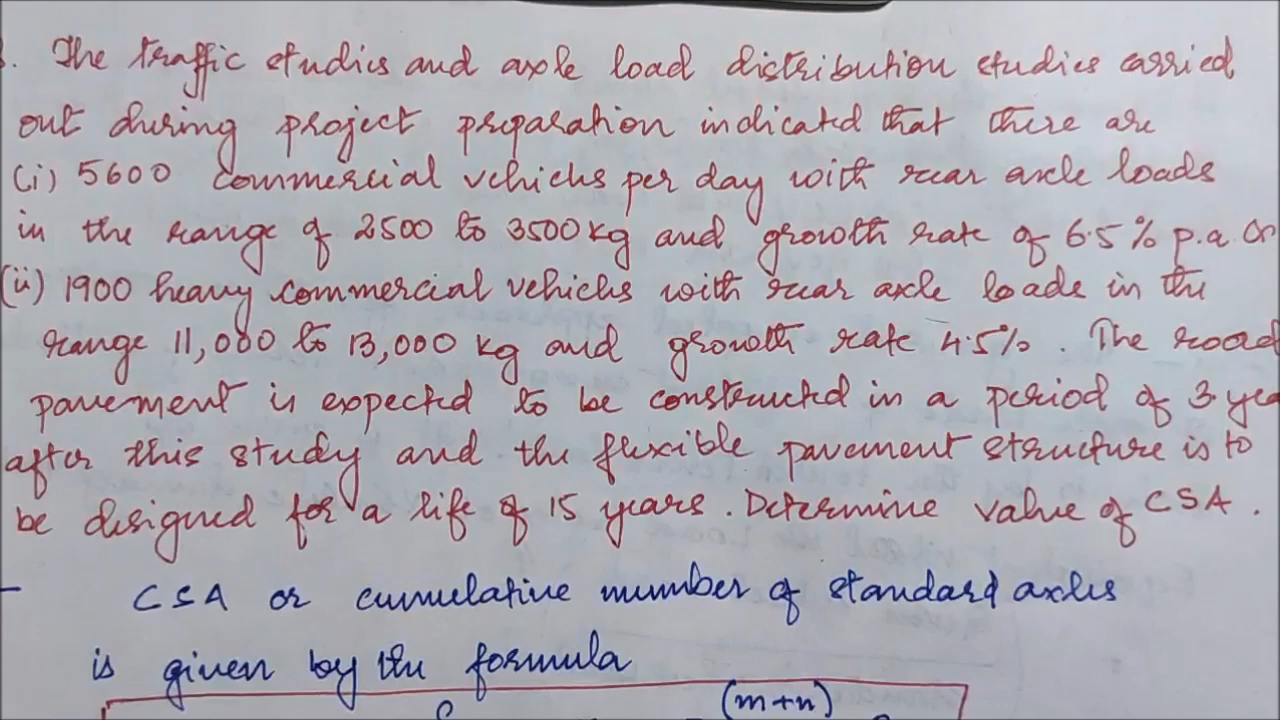 . The traffic studies and axle load distribution studies carried
out during project preparation indicated that there are
(i) 5600 commercial vehicles per day with rear axle loads
in the range of 2500 to 3500 kg and growth rate of 6.5% p.a. or
(ii) 1900 heavy commercial vehicles with rear axle loads in the
range 11,000 to 13,000 kg and growth rate 4.5%. The road
pavement is expected to be constructed in a period of 3 yea
after this study and the flexible pavement structure is to
be designed for a life of 15 years. Determine value of CSA.
- CSA or cumulative number of standard axles
is given by the formula
(m+n)